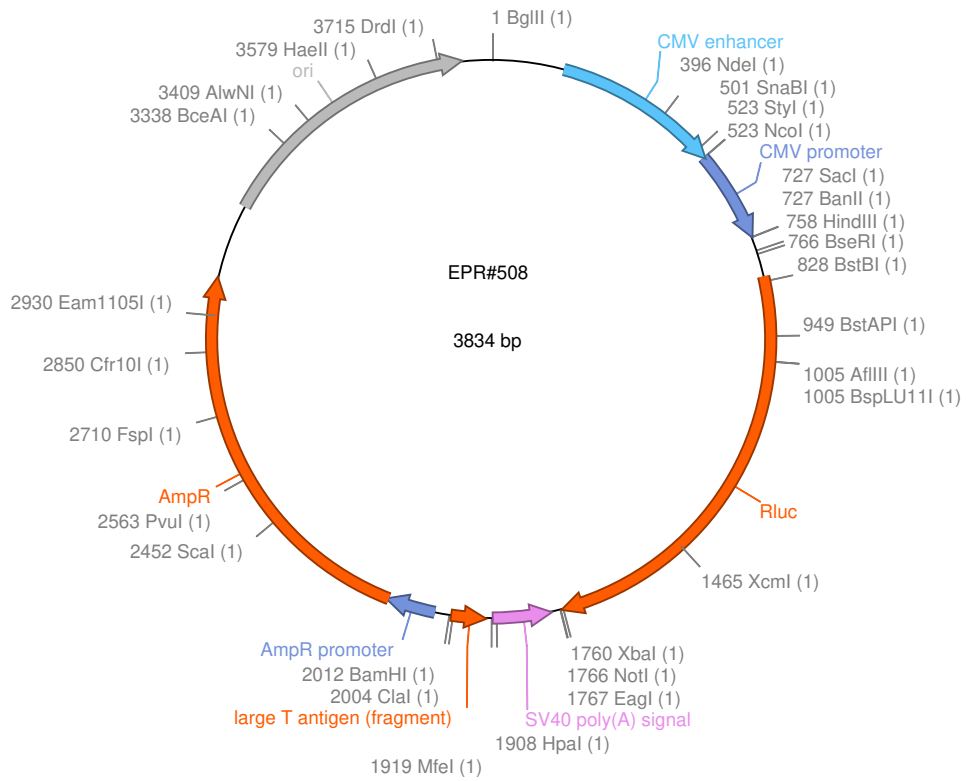 3715 DrdI (1)
1 BglII (1)
3579 HaeII (1)
ori
CMV enhancer
396 NdeI (1)
3409 AlwNI (1)
501 SnaBI (1)
3338 BceAI (1)
523 StyI (1)
523 NcoI (1)
CMV promoter
727 SacI (1)
727 BanII (1)
758 HindIII (1)
766 BseRI (1)
828 BstBI (1)
EPR#508
2930 Eam1105I (1)
949 BstAPI (1)
3834 bp
2850 Cfr10I (1)
1005 AflIII (1)
1005 BspLU11I (1)
2710 FspI (1)
AmpR
Rluc
2563 PvuI (1)
2452 ScaI (1)
1465 XcmI (1)
AmpR promoter
1760 XbaI (1)
2012 BamHI (1)
1766 NotI (1)
2004 ClaI (1)
1767 EagI (1)
large T antigen (fragment)
SV40 poly(A) signal
1908 HpaI (1)
1919 MfeI (1)